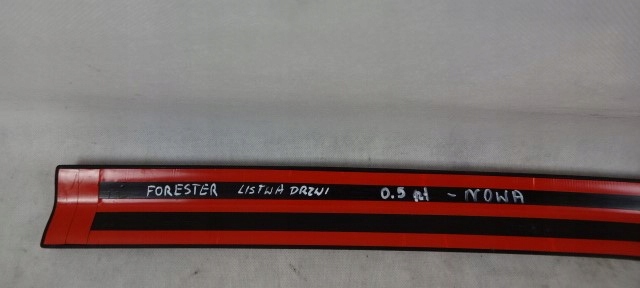 FORESTER LISTWA DRZWI 0.5 - NOWA